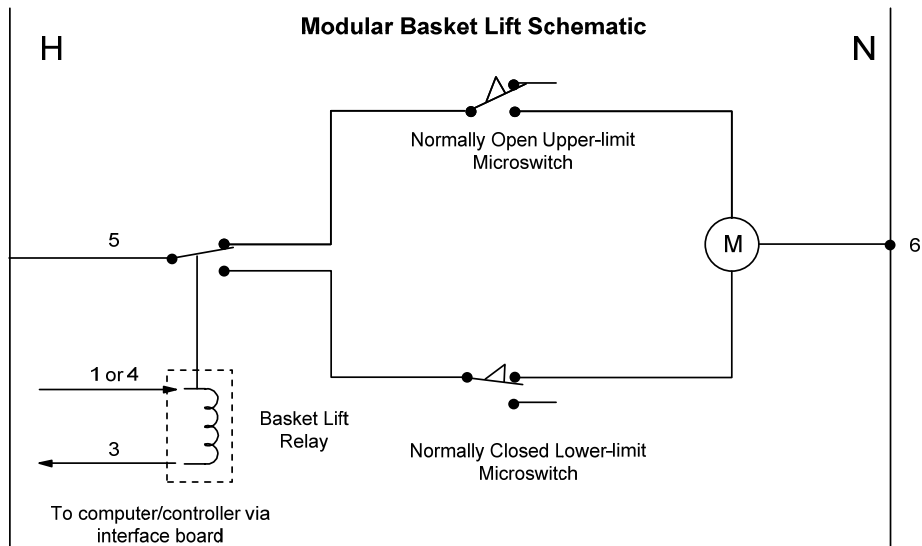 Modular Basket Lift Schematic
H
N
Normally Open Upper-limit
Microswitch
5
M
6
1 or 4
Basket Lift
Relay
3
Normally Closed Lower-limit
Microswitch
To computer/controller via
interface board